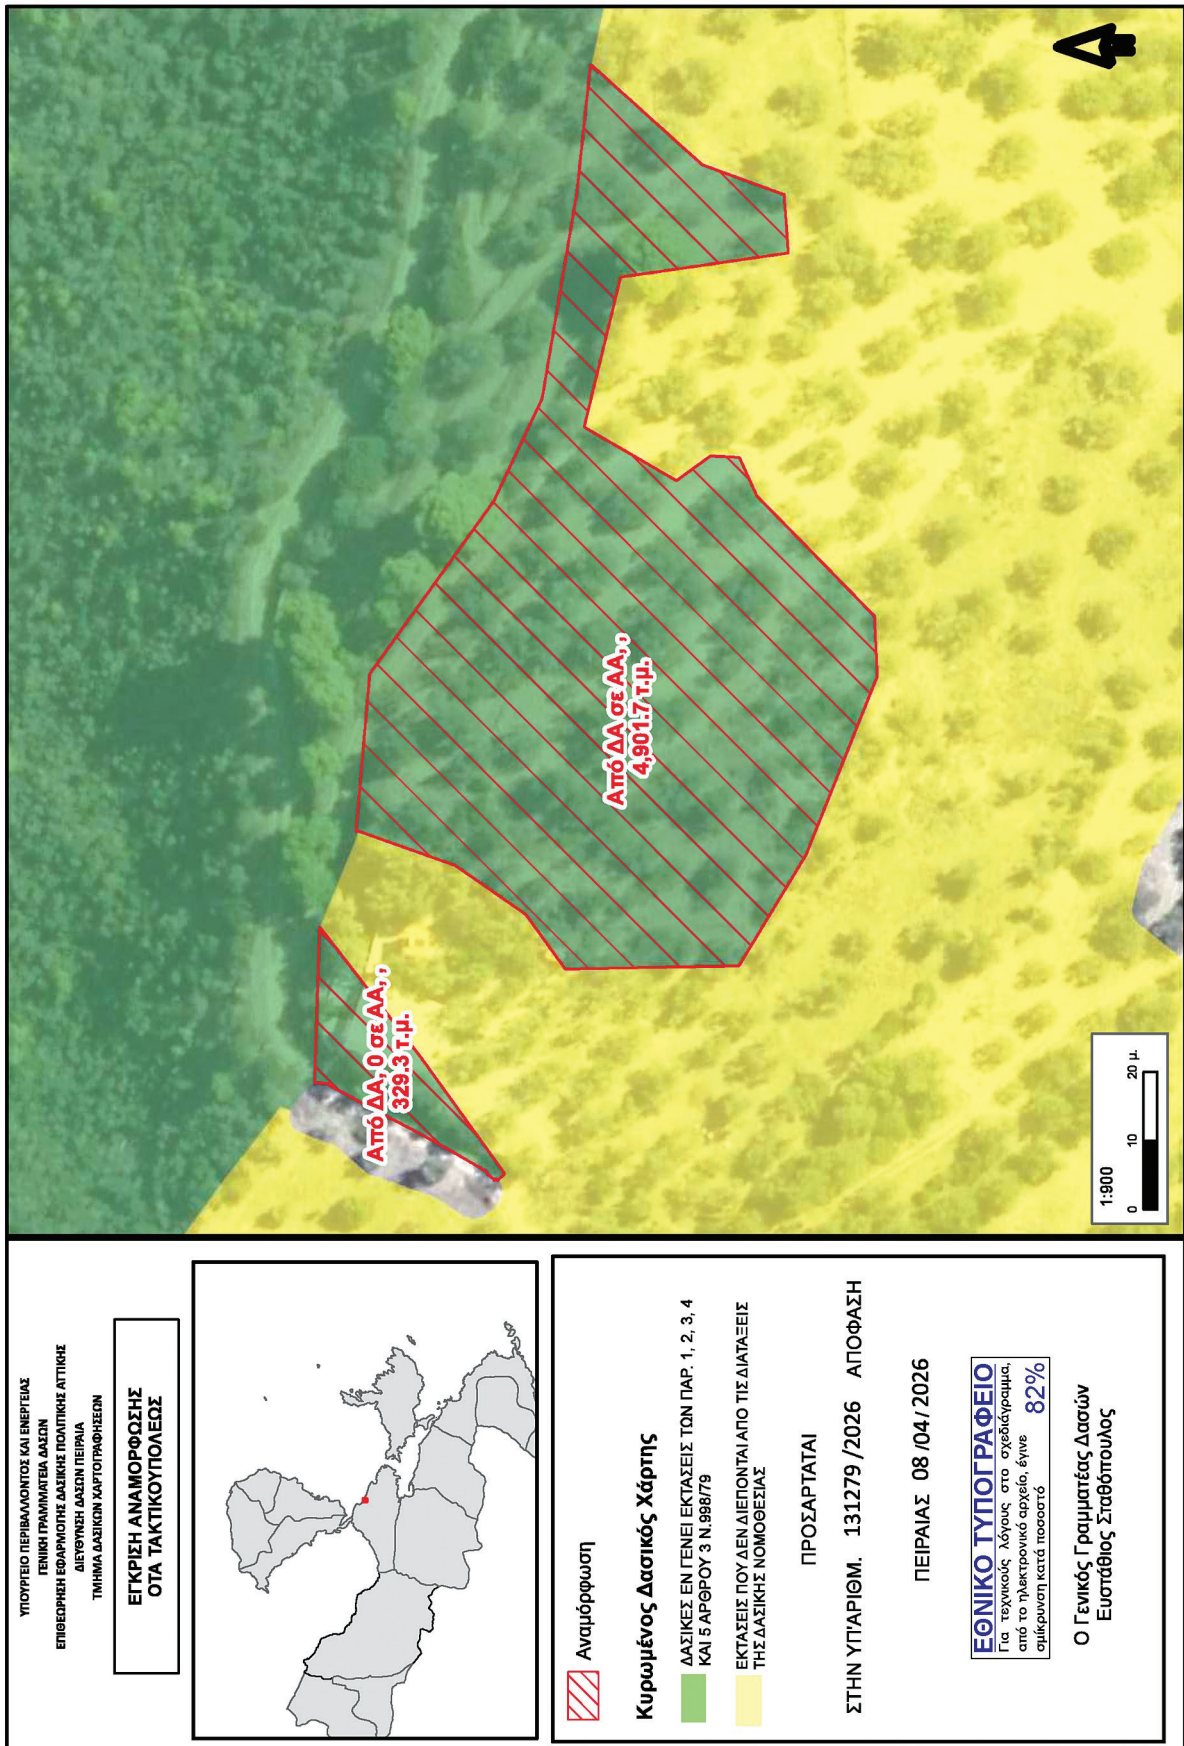 ΥΠΟΥΡΓΕΙΟ ΠΕΡΙΒΑΛΛΟΝΤΟΣ ΚΑΙ ΕΝΕΡΓΕΙΑΣ
ΓΕΝΙΚΗ ΓΡΑΜΜΑΤΕΙΑ ΔΑΣΩΝ
ΕΠΙΘΕΩΡΗΣΗ ΕΦΑΡΜΟΓΗΣ ΔΑΣΙΚΗΣ ΠΟΛΙΤΙΚΗΣ ΑΤΤΙΚΗΣ
ΔΙΕΥΘΥΝΣΗ ΔΑΣΩΝ ΠΕΙΡΑΙΑ
ΤΜΗΜΑ ΔΑΣΙΚΩΝ ΧΑΡΤΟΓΡΑΦΗΣΕΩΝ
ΕΓΚΡΙΣΗ ΑΝΑΜΟΡΦΩΣΗΣ
ΟΤΑ ΤΑΚΤΙΚΟΥΠΟΛΕΩΣ
Αναμόρφωση
Κυρωμένος Δασικός Χάρτης
ΔΑΣΙΚΕΣ ΕΝ ΓΕΝΕΙ ΕΚΤΑΣΕΙΣ ΤΩΝ ΠΑΡ. 1, 2, 3, 4
ΚΑΙ 5 ΑΡΘΡΟΥ 3 Ν.998/79
ΕΚΤΑΣΕΙΣ ΠΟΥ ΔΕΝ ΔΙΕΠΟΝΤΑΙ ΑΠΟ ΤΙΣ ΔΙΑΤΑΞΕΙΣ
ΤΗΣ ΔΑΣΙΚΗΣ ΝΟΜΟΘΕΣΙΑΣ
ΠΡΟΣΑΡΤΑΤΑΙ
ΣΤΗΝ ΥΠ'ΑΡΙΘΜ. 131279 /2026 ΑΠΟΦΑΣΗ
ΠΕΙΡΑΙΑΣ 08 /04/ 2026
ΕΘΝΙΚΟ ΤΥΠΟΓΡΑΦΕΙΟ
Για τεχνικούς λόγους στο σχεδιάγραμμα,
από το ηλεκτρονικό αρχείο, έγινε
σμίκρυνση κατά ποσοστό 82%
Ο Γενικός Γραμματέας Δασών
Ευστάθιος Σταθόπουλος
Από ΔΑ, 0 σε ΑΑ, ,
329.3 τ.μ.
Από ΔΑ σε ΑΑ, ,
4,901.7 τ.μ.
1:900
0 10 20 μ.